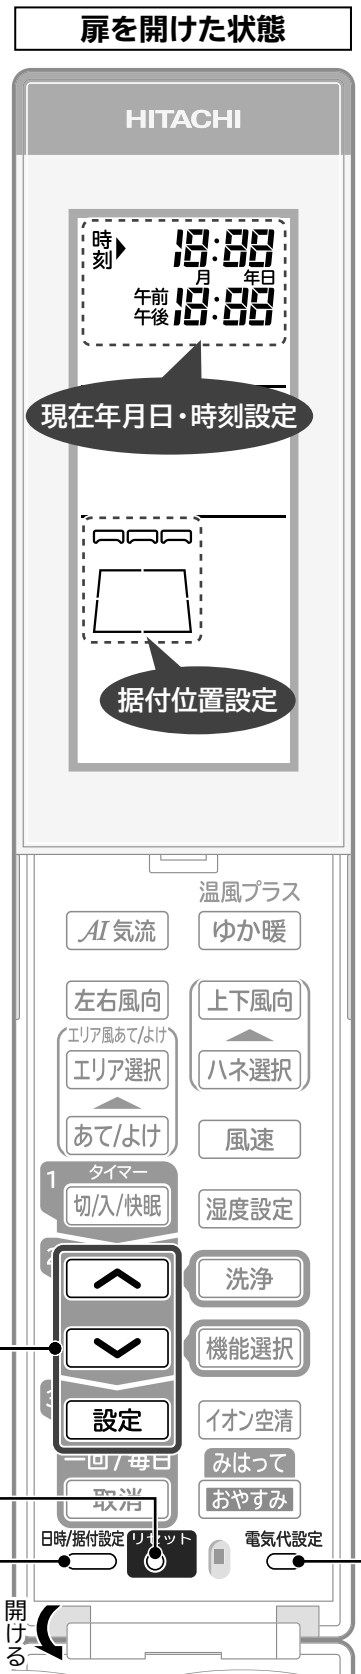 扉を開けた状態
HITACHI
時刻
18:88
月 年日
午前
午後
18:88
現在年月日・時刻設定
据付位置設定
温風プラス
AI 気流
ゆか暖
左右風向
上下風向
エリア風あて/よけ
エリア選択
ハネ選択
あて/よけ
風速
1
タイマー
切/入/快眠
湿度設定
2
洗浄
機能選択
3
設定
イオン空清
一回/毎日
みはって
取消
おやすみ
日時/据付設定
リセット
電気代設定
開ける